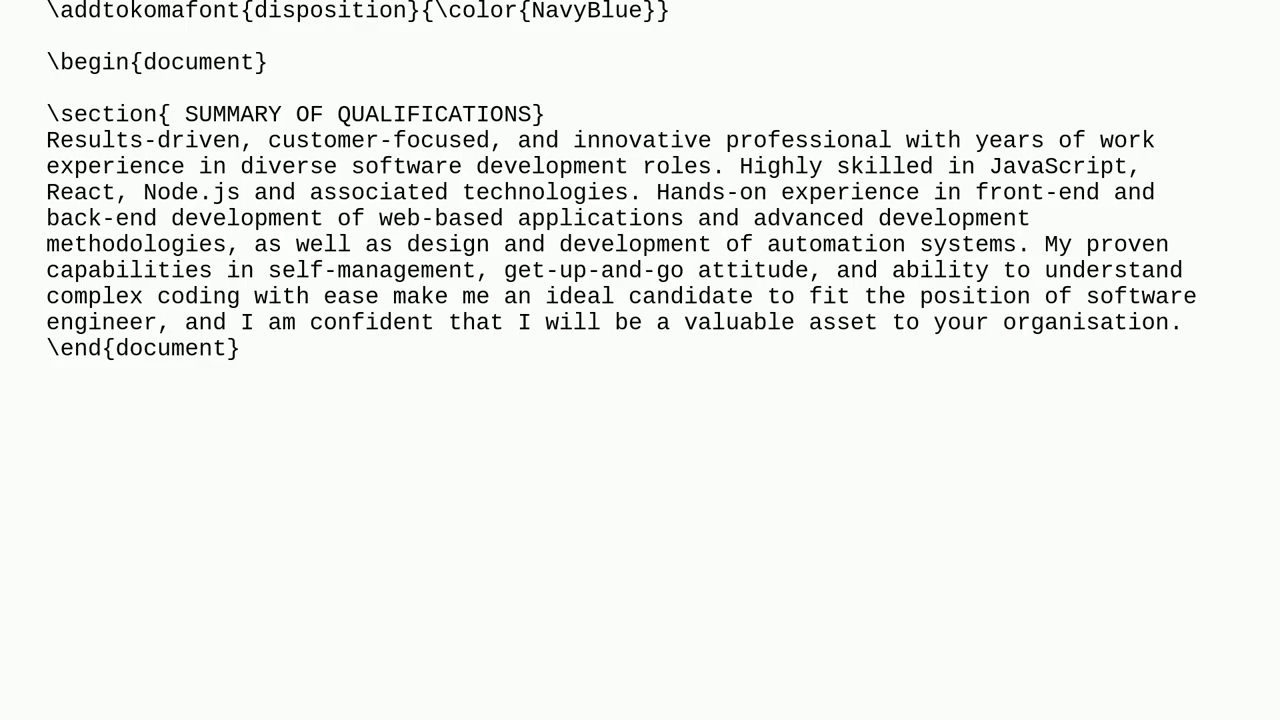 \addtokomafont{disposition}{\color{NavyBlue}}
\begin{document}
\section{ SUMMARY OF QUALIFICATIONS}
Results-driven, customer-focused, and innovative professional with years of work
experience in diverse software development roles. Highly skilled in JavaScript,
React, Node.js and associated technologies. Hands-on experience in front-end and
back-end development of web-based applications and advanced development
methodologies, as well as design and development of automation systems. My proven
capabilities in self-management, get-up-and-go attitude, and ability to understand
complex coding with ease make me an ideal candidate to fit the position of software
engineer, and I am confident that I will be a valuable asset to your organisation.
\end{document}